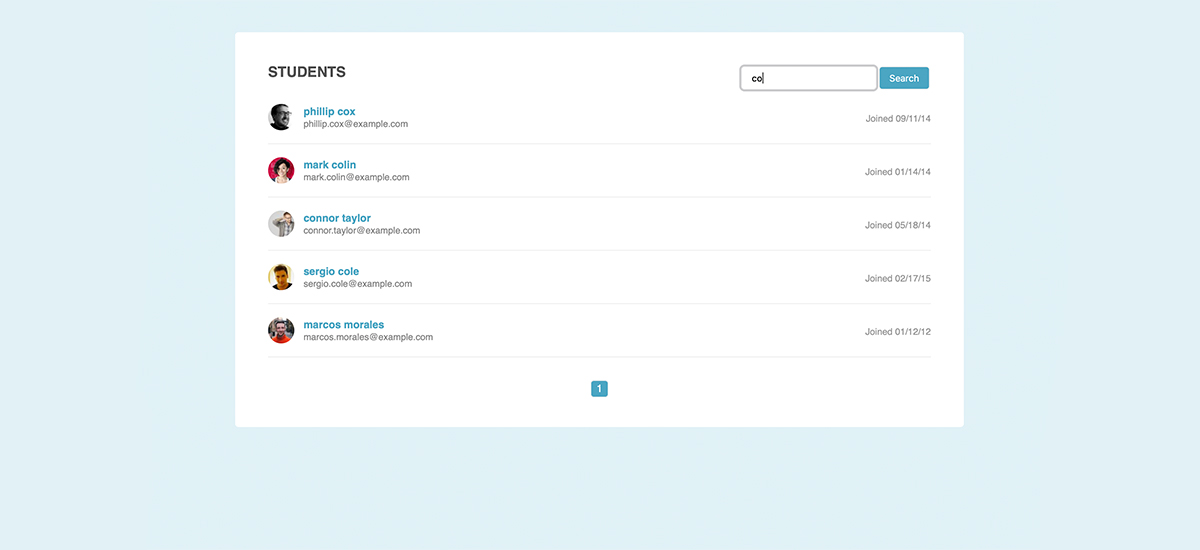 STUDENTS
co
Search
phillip cox
phillip.cox@example.com
Joined 09/11/14
mark colin
mark.colin@example.com
Joined 01/14/14
connor taylor
connor.taylor@example.com
Joined 05/18/14
sergio cole
sergio.cole@example.com
Joined 02/17/15
marcos morales
marcos.morales@example.com
Joined 01/12/12
1